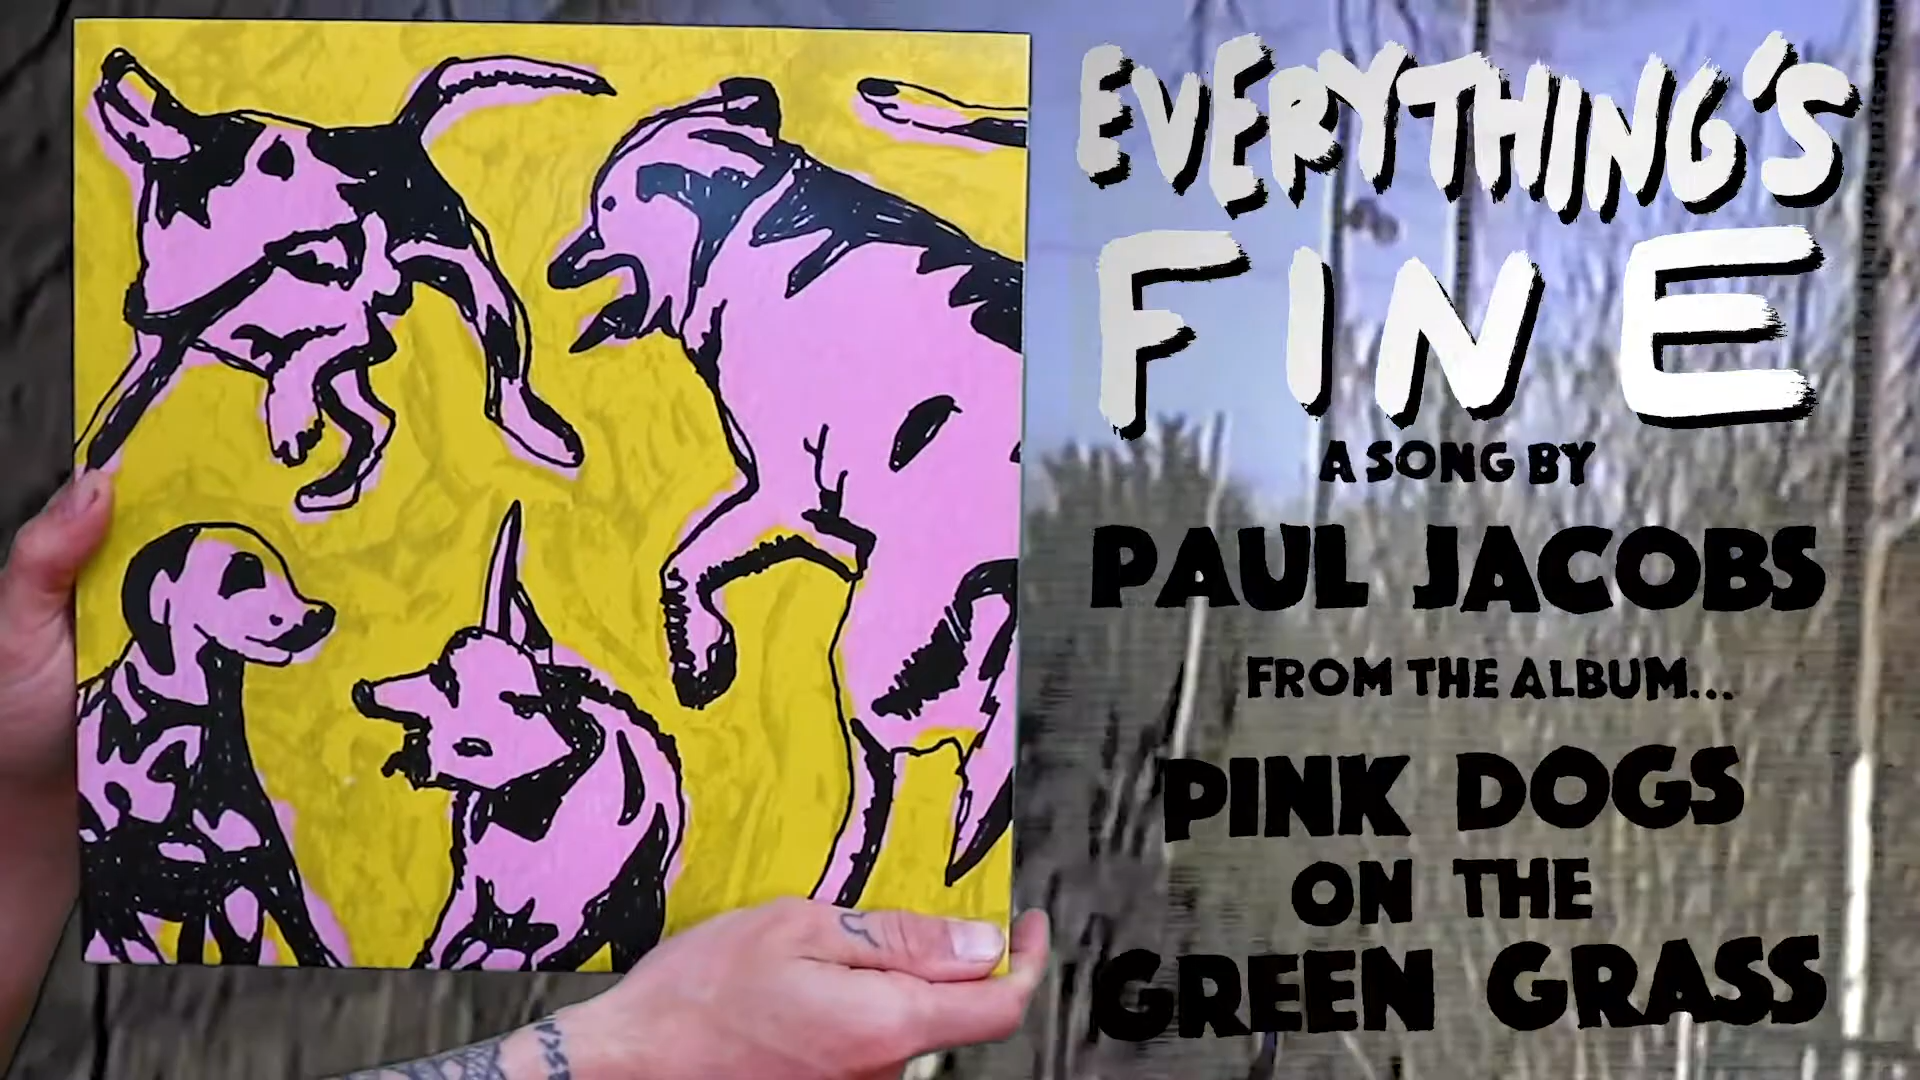 EVERYTHING'S
FINE
A SONG BY
PAUL JACOBS
FROM THE ALBUM...
PINK DOGS
ON THE
GREEN GRASS